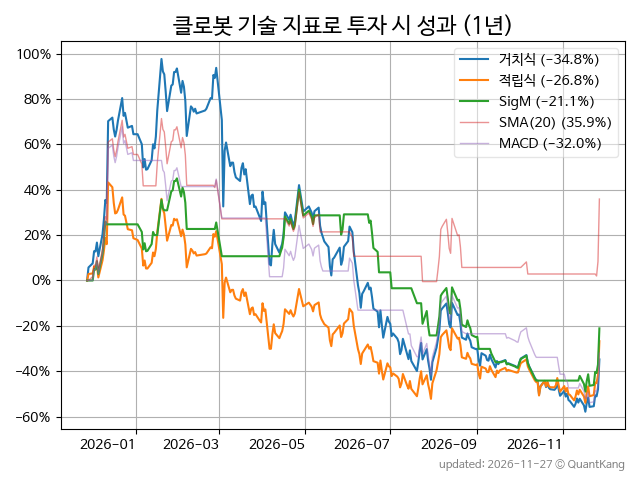 클로봇 기술 지표로 투자 시 성과 (1년)
거치식 (−34.8%)
적립식 (−26.8%)
SigM (−21.1%)
SMA(20) (35.9%)
MACD (−32.0%)
100%
80%
60%
40%
20%
0%
−20%
−40%
−60%
2026-01
2026-03
2026-05
2026-07
2026-09
2026-11
updated: 2026-11-27 © QuantKang